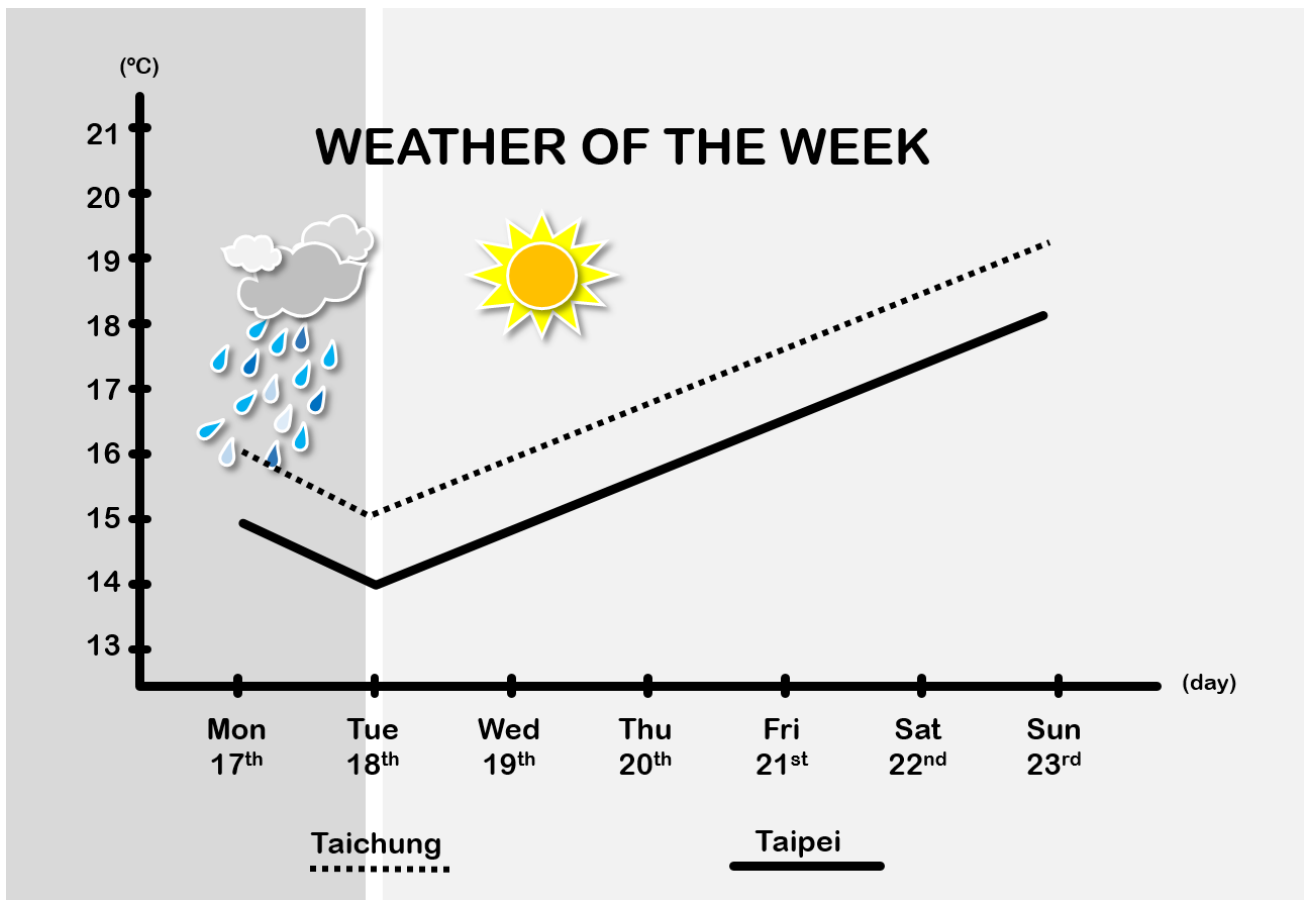 (°C)
WEATHER OF THE WEEK
21
20
19
18
17
16
15
14
13
(day)
Mon Tue Wed Thu Fri Sat Sun
17th 18th 19th 20th 21st 22nd 23rd
Taichung Taipei